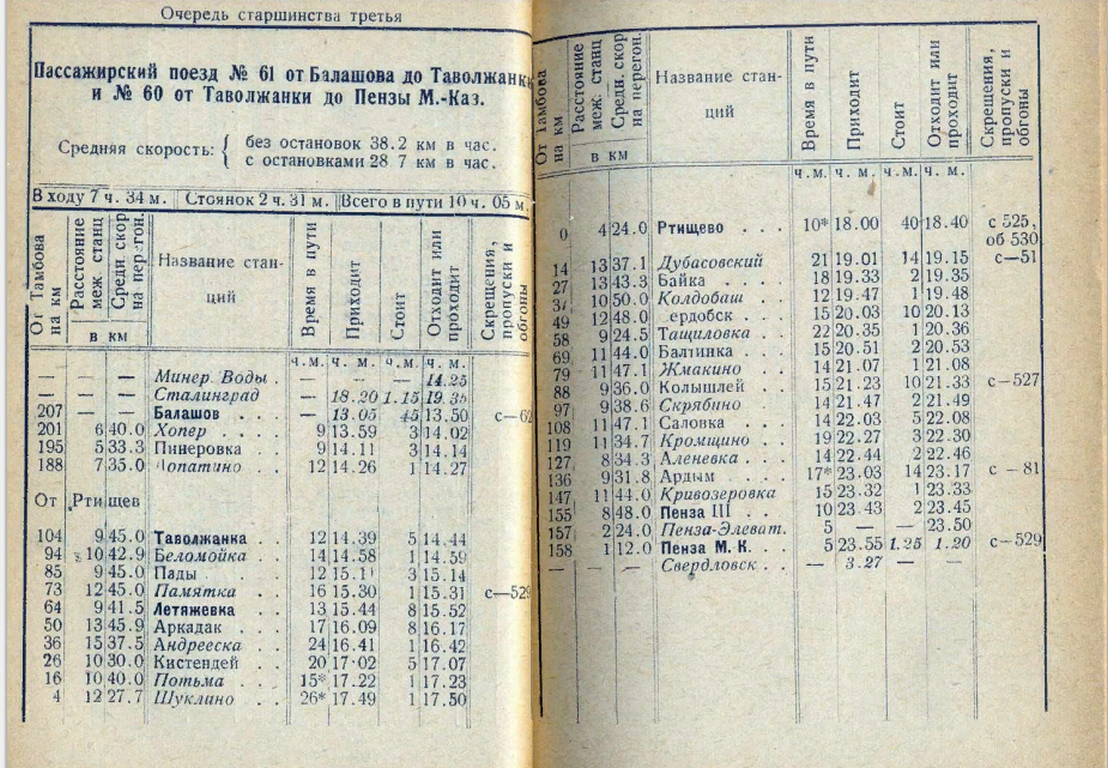 Очередь старшинства третья
Пассажирский поезд № 61 от Балашова до Таволжанки
и № 60 от Таволжанки до Пензы М.-Каз.
Средняя скорость: { без остановок 38.2 км в час.
с остановками 28 7 км в час.
В ходу 7 ч. 34 м. Стоянок 2 ч. 31 м. Всего в пути 10 ч. 05 м.
От Тамбова на км | Расстояние меж. станц | Средн. скор на перегон. | Название стан-ций | Время в пути | Приходит | Стоит | Отходит или проходит | Скрещения, пропуски и обгоны
в км
ч. м. ч. м. ч. м. ч. м.
— — — Минер Воды . — — — 14.25
— — — Сталинград — 18.20 1.15 19.35
207 — — Балашов . . — 13.05 45 13.50 с—62
201 6 40.0 Хопер . . . . 9 13.59 3 14.02
195 5 33.3 Пинеровка . . 9 14.11 3 14.14
188 7 35.0 Лопатино . . 12 14.26 1 14.27
От Ртищев
104 9 45.0 Таволжанка . . 12 14.39 5 14.44
94 10 42.9 Беломойка . . 14 14.58 1 14.59
85 9 45.0 Пады . . . 12 15.11 3 15.14
73 12 45.0 Памятка . . 16 15.30 1 15.31 с—529
64 9 41.5 Летяжевка . . 13 15.44 8 15.52
50 13 45.9 Аркадак . . . 17 16.09 8 16.17
36 15 37.5 Андрееска . . 24 16.41 1 16.42
26 10 30.0 Кистендей . . 20 17.02 5 17.07
16 10 40.0 Потьма . . . 15* 17.22 1 17.23
4 12 27.7 Шуклино . . 26* 17.49 1 17.50
От Тамбова на км | Расстояние меж. станц | Средн. скор на перегон. | Название стан-ций | Время в пути | Приходит | Стоит | Отходит или проходит | Скрещения, пропуски и обгоны
в км
ч. м. ч. м. ч. м. ч. м.
0 4 24.0 Ртищево . . . 10* 18.00 40 18.40 с 525,
об 530
14 13 37.1 Дубасовский 21 19.01 14 19.15 с—51
27 13 43.3 Байка . . . . 18 19.33 2 19.35
10 50.0 Колдобаш . 12 19.47 1 19.48
49 12 48.0 ердобск . . . 15 20.03 10 20.13
58 9 24.5 Тащиловка . . 22 20.35 1 20.36
69 11 44.0 Балтинка . . . 15 20.51 2 20.53
79 11 47.1 Жмакино . . . 14 21.07 1 21.08
88 9 36.0 Колышлей . . 15 21.23 10 21.33 с—527
97 9 38.6 Скрябино . . 14 21.47 2 21.49
108 11 47.1 Саловка . . . 14 22.03 5 22.08
119 11 34.7 Кромщино . . 19 22.27 3 22.30
127 8 34.3 Аленевка . . . 14 22.44 2 22.46
136 9 31.8 Ардым . . . . 17* 23.03 14 23.17 с — 81
147 11 44.0 Кривозеровка 15 23.32 1 23.33
155 8 48.0 Пенза III . . 10 23.43 2 23.45
157 2 24.0 Пенза-Элеват. 5 — — 23.50
158 1 12.0 Пенза М. К. . . 5 23.55 1.25 1.20 с—529
— — — Свердловск . . — 3.27 — —